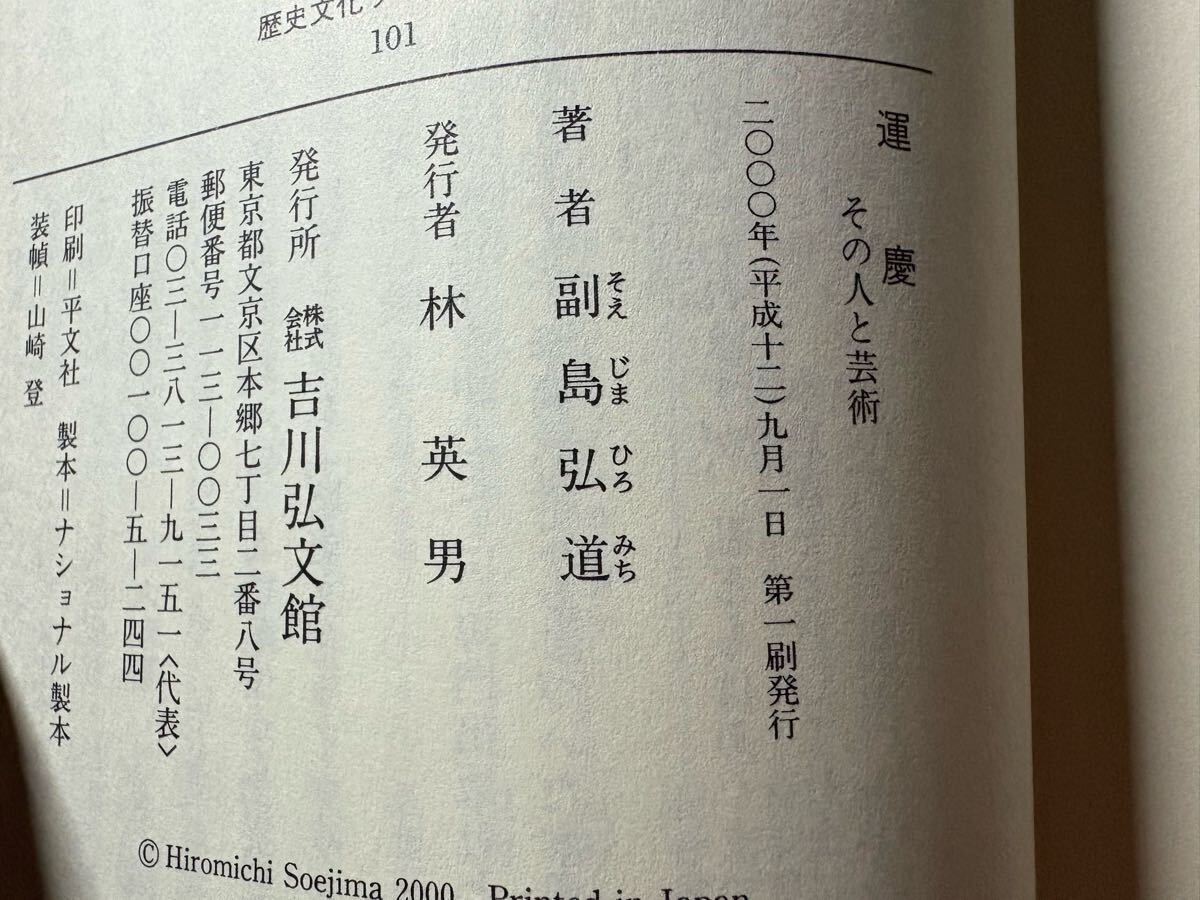 歴史文化
101
運慶
その人と芸術
二〇〇〇年(平成十二)九月一日 第一刷発行
著者 副島弘道
そえ じま ひろ みち
発行者 林英男
発行所 株式会社 吉川弘文館
東京都文京区本郷七丁目二番八号
郵便番号一一三―〇〇三三
電話〇三―三八一三―九一五一〈代表〉
振替口座〇〇一〇〇―五―二四四
印刷=平文社 製本=ナショナル製本
装幀=山崎 登
© Hiromichi Soejima 2000. Printed in Japan